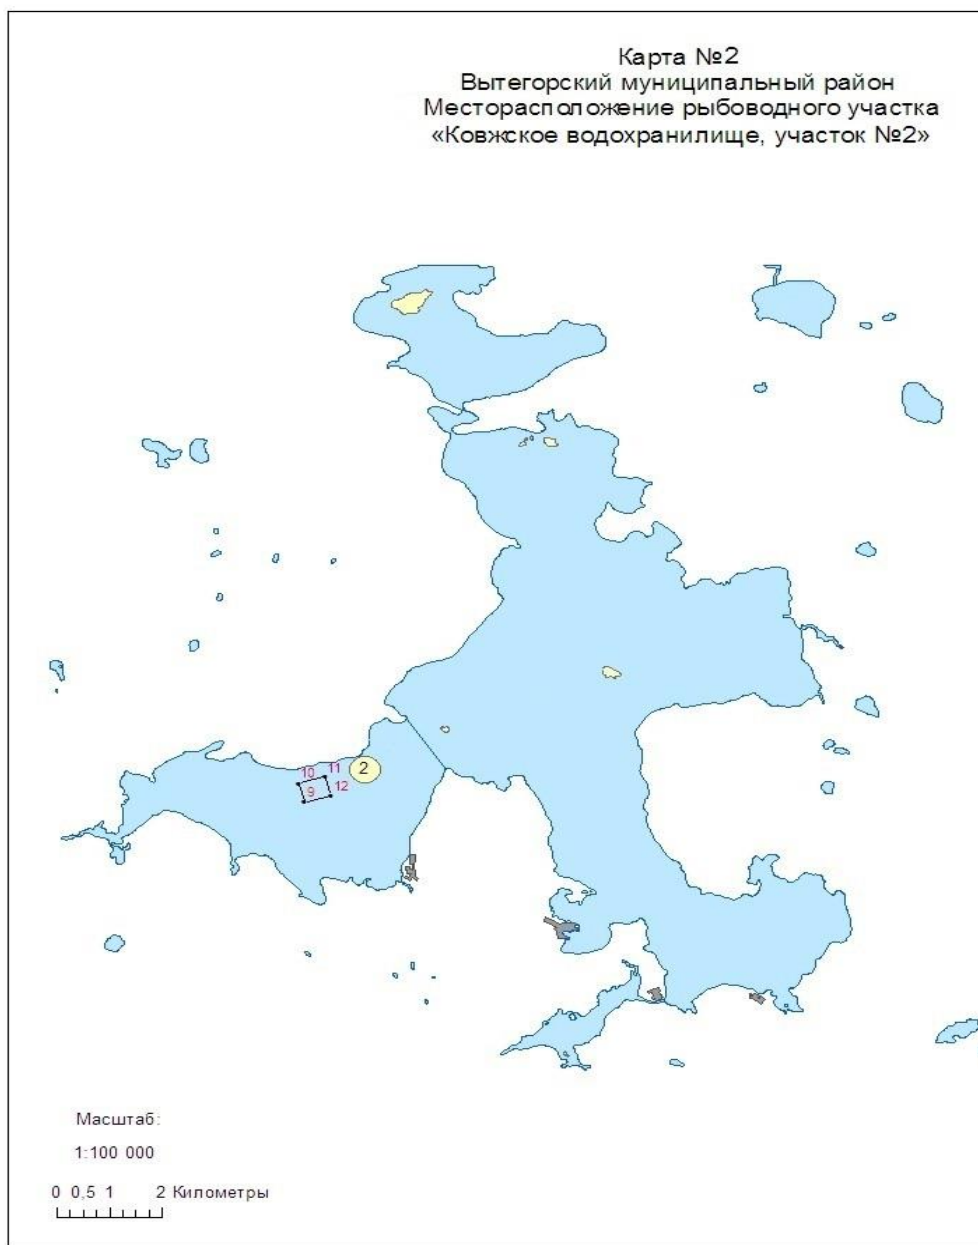 Карта №2
Вытегорский муниципальный район
Месторасположение рыбоводного участка
«Ковжское водохранилище, участок №2»
2
10 11
9 12
Масштаб:
1:100 000
0 0,5 1 2 Километры